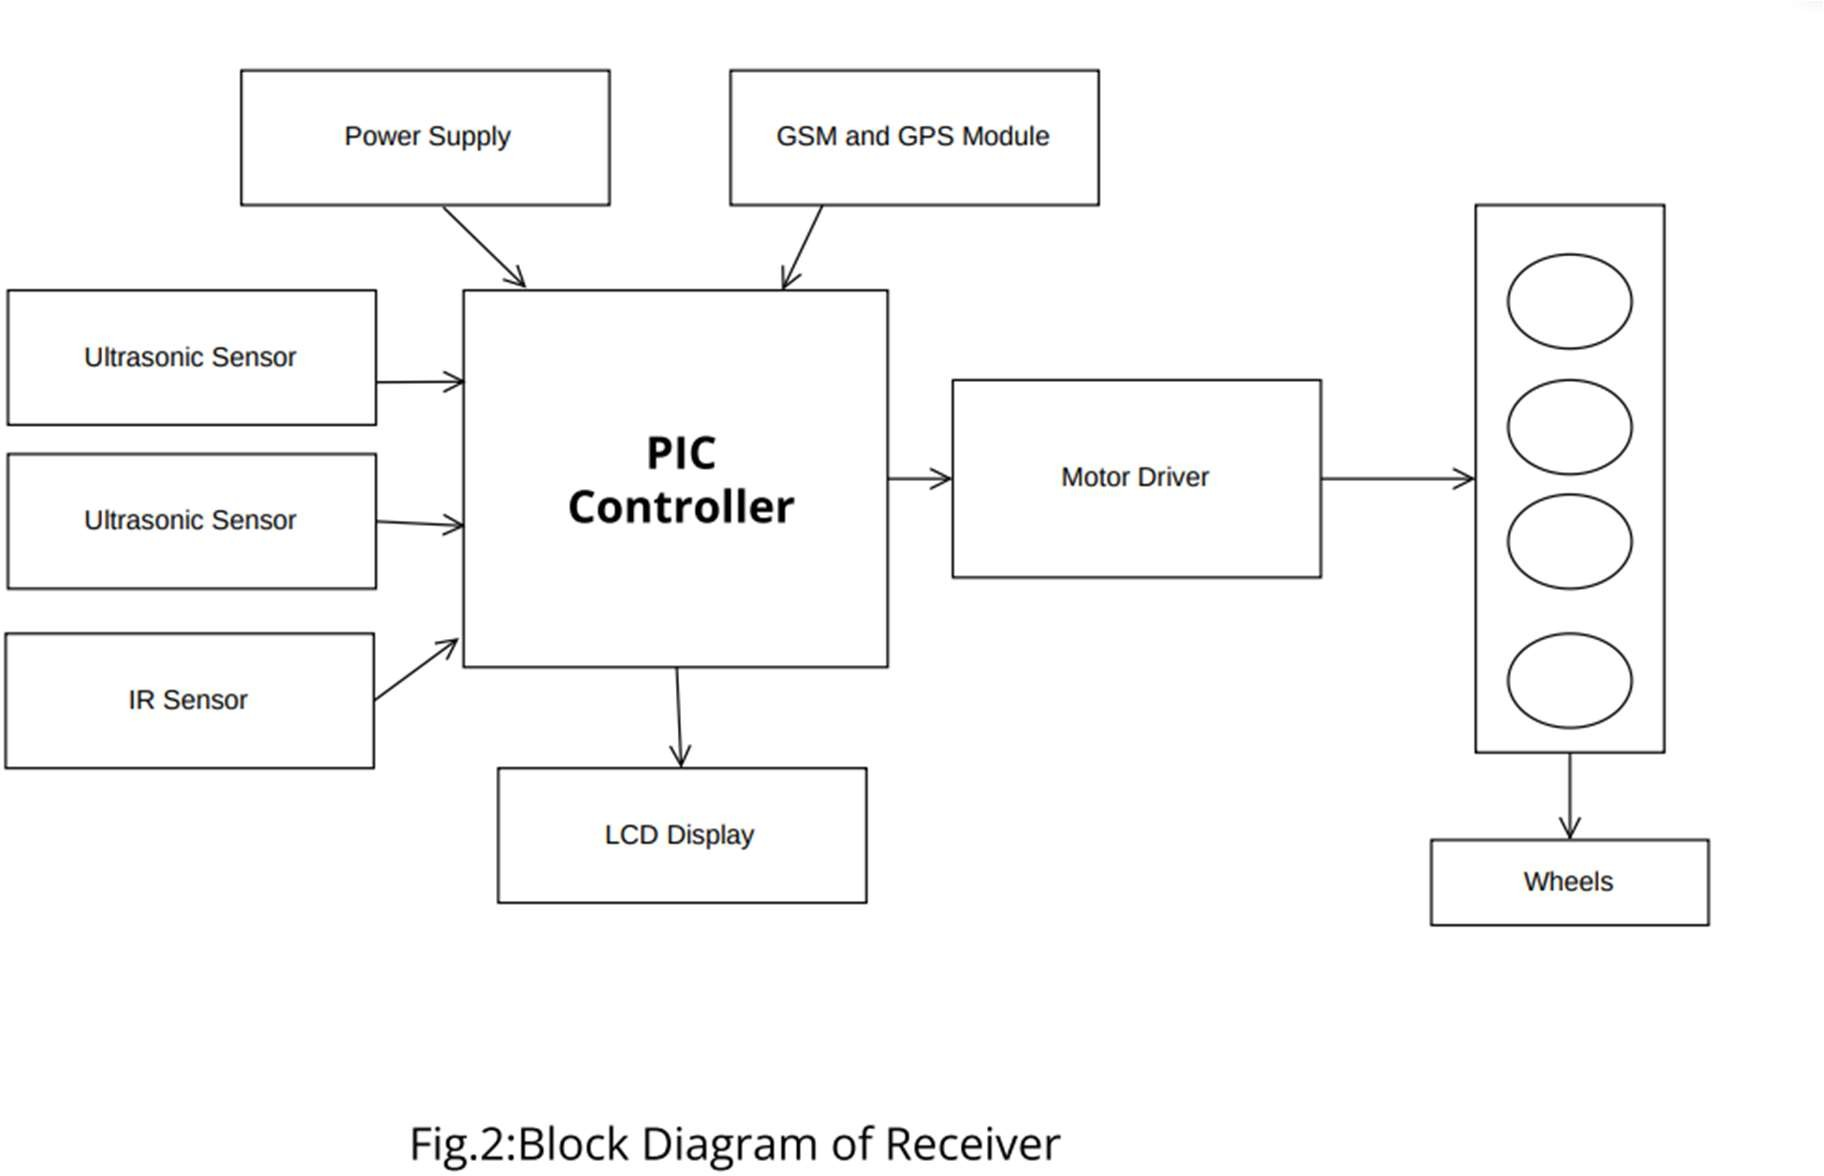 Power Supply
GSM and GPS Module
Ultrasonic Sensor
Ultrasonic Sensor
IR Sensor
PIC
Controller
Motor Driver
LCD Display
Wheels
Fig.2:Block Diagram of Receiver